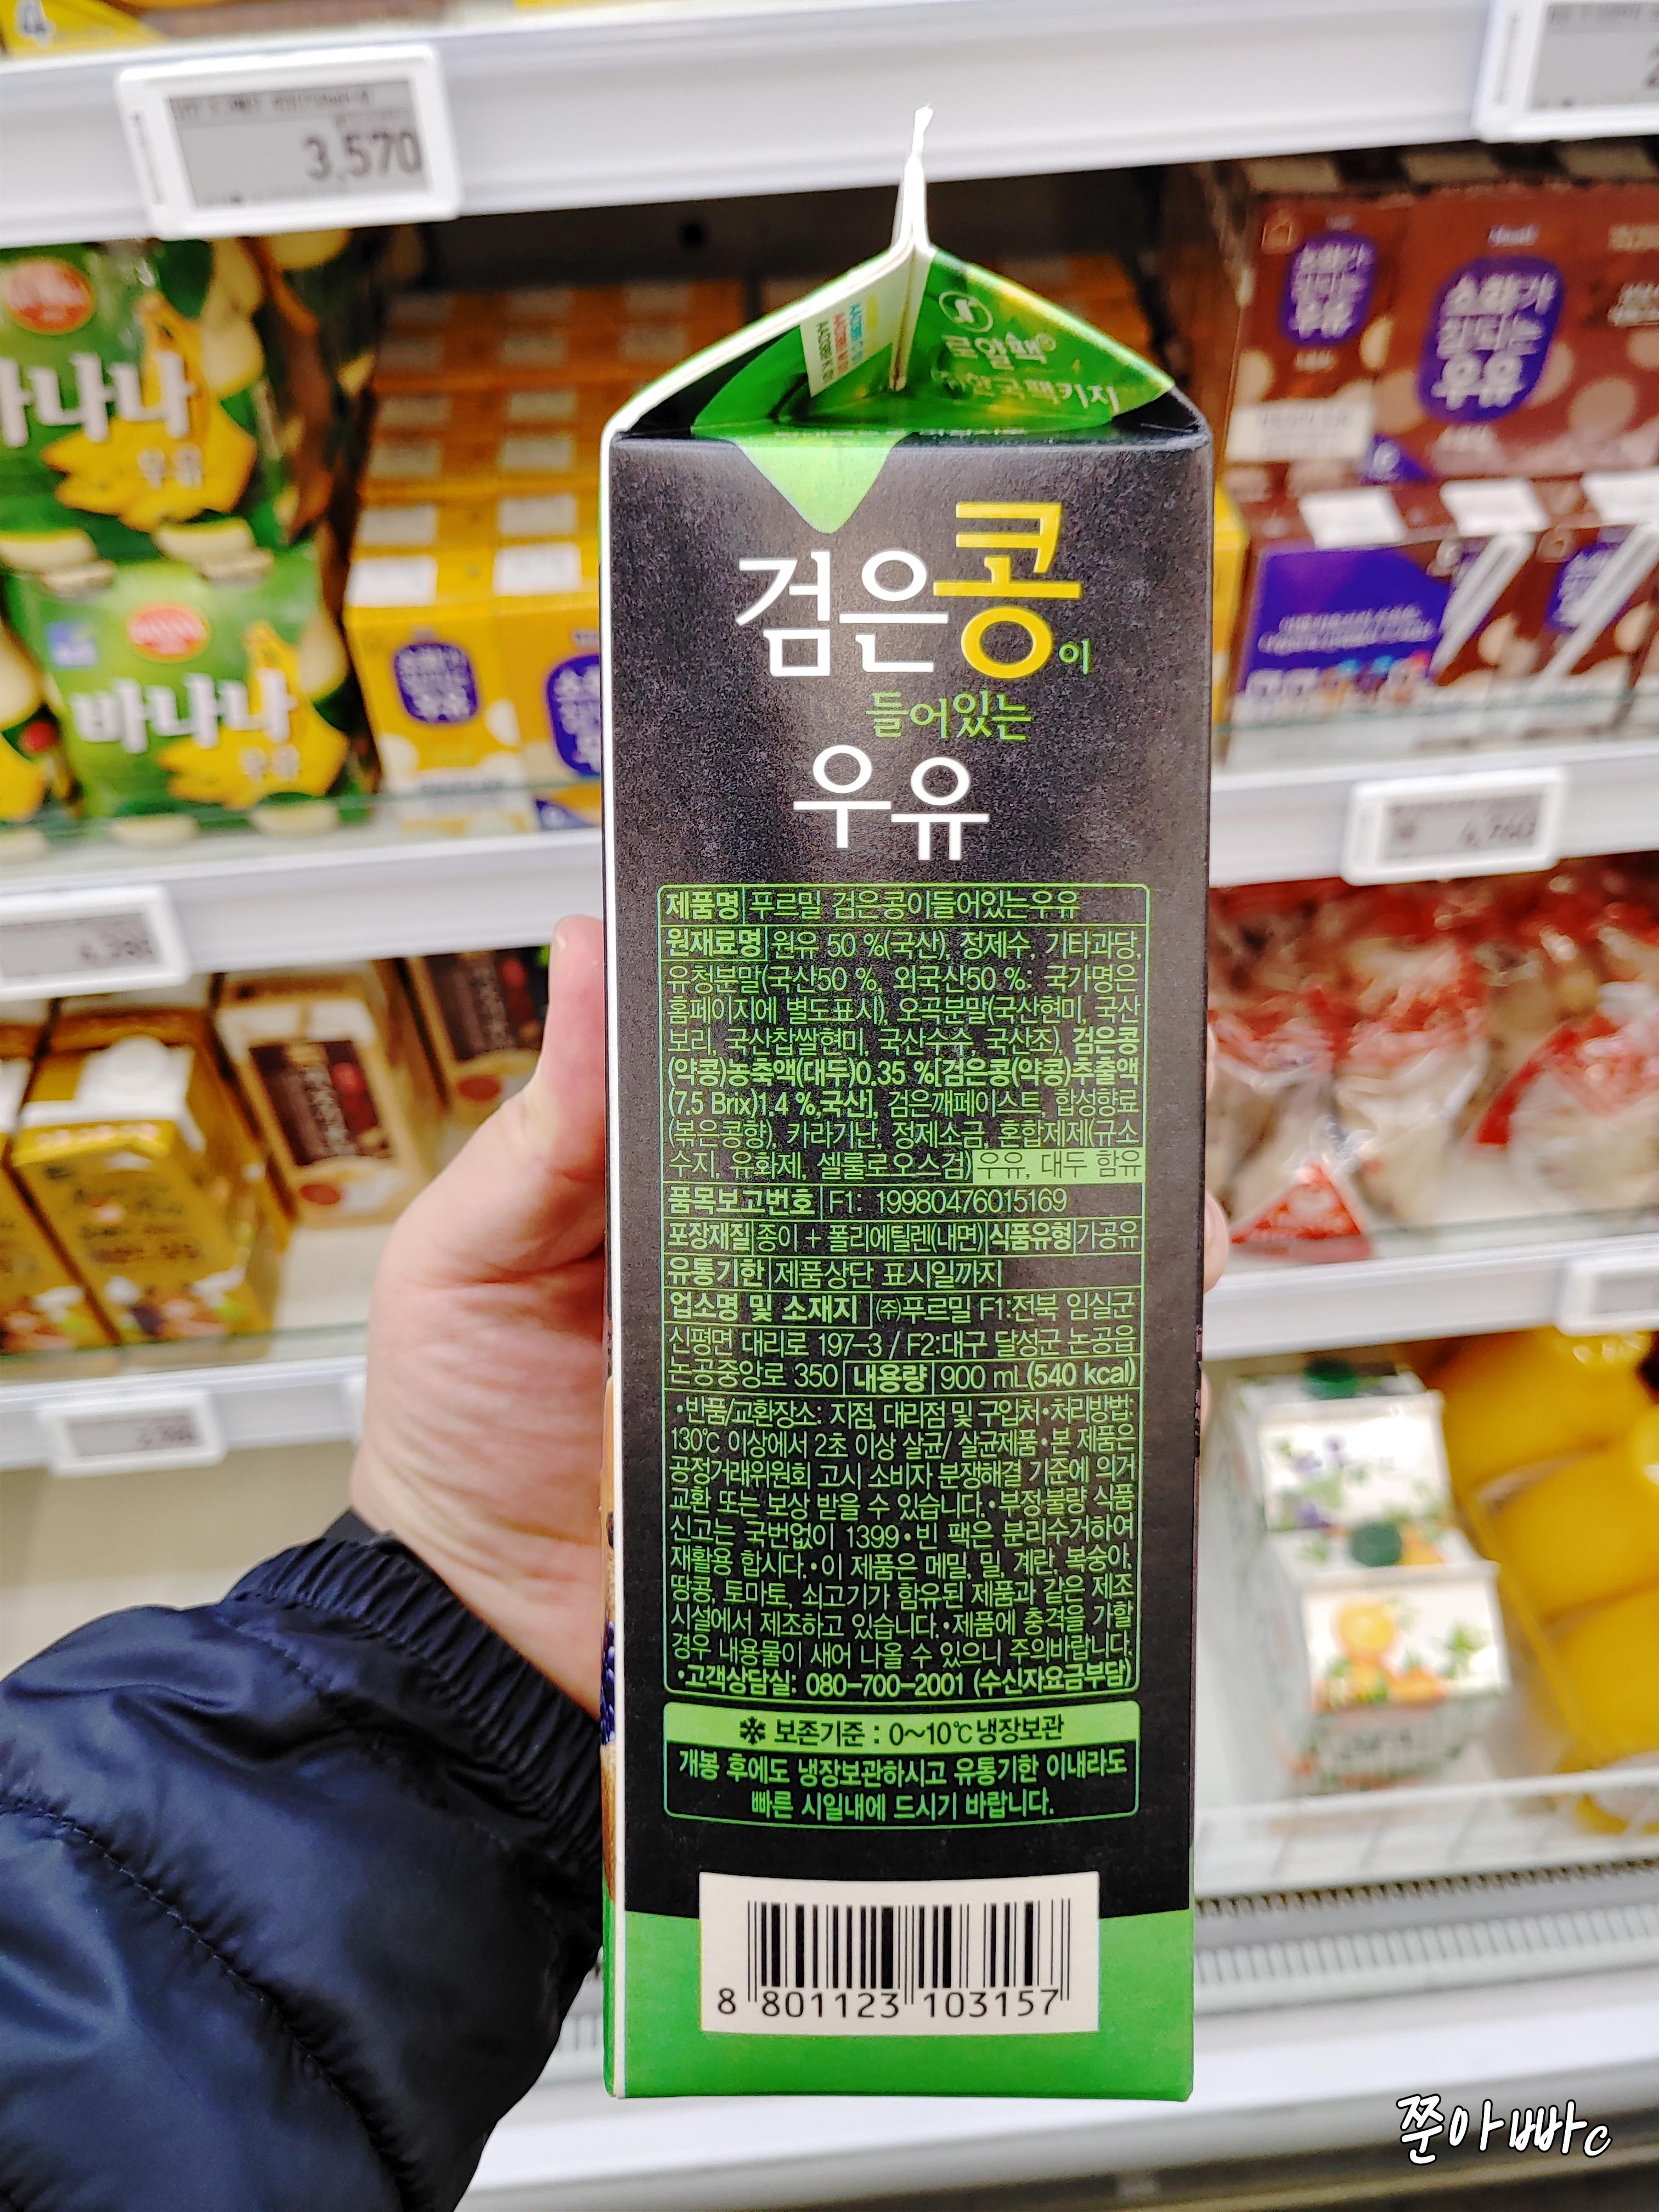 3,570
로얄팩®
(주)한국팩키지
바나나
우유
바나나
우유
소화가
잘 되는
우유
검은콩이
들어있는
우유
제품명 푸르밀 검은콩이들어있는우유
원재료명 원유 50 %(국산), 정제수, 기타과당,
유청분말(국산50 %, 외국산50 %: 국가명은
홈페이지에 별도표시), 오곡분말(국산현미, 국산
보리, 국산찹쌀현미, 국산수수, 국산조), 검은콩
(약콩)농축액(대두)0.35 %[검은콩(약콩)추출액
(7.5 Brix)1.4 %,국산], 검은깨페이스트, 합성향료
(볶은콩향), 카라기난, 정제소금, 혼합제제(규소
수지, 유화제, 셀룰로오스검) 우유, 대두 함유
품목보고번호 F1: 19980476015169
포장재질 종이 + 폴리에틸렌(내면) 식품유형 가공유
유통기한 제품상단 표시일까지
업소명 및 소재지 ㈜푸르밀 F1:전북 임실군
신평면 대리로 197-3 / F2:대구 달성군 논공읍
논공중앙로 350 내용량 900 mL(540 kcal)
•반품/교환장소: 지점, 대리점 및 구입처•처리방법:
130℃ 이상에서 2초 이상 살균/ 살균제품•본 제품은
공정거래위원회 고시 소비자 분쟁해결 기준에 의거
교환 또는 보상 받을 수 있습니다.•부정·불량 식품
신고는 국번없이 1399•빈 팩은 분리수거하여
재활용 합시다.•이 제품은 메밀, 밀, 계란, 복숭아,
땅콩, 토마토, 쇠고기가 함유된 제품과 같은 제조
시설에서 제조하고 있습니다.•제품에 충격을 가할
경우 내용물이 새어 나올 수 있으니 주의바랍니다.
•고객상담실: 080-700-2001 (수신자요금부담)
보존기준 : 0~10℃ 냉장보관
개봉 후에도 냉장보관하시고 유통기한 이내라도
빠른 시일내에 드시기 바랍니다.
8 801123 103157
쭌아빠c